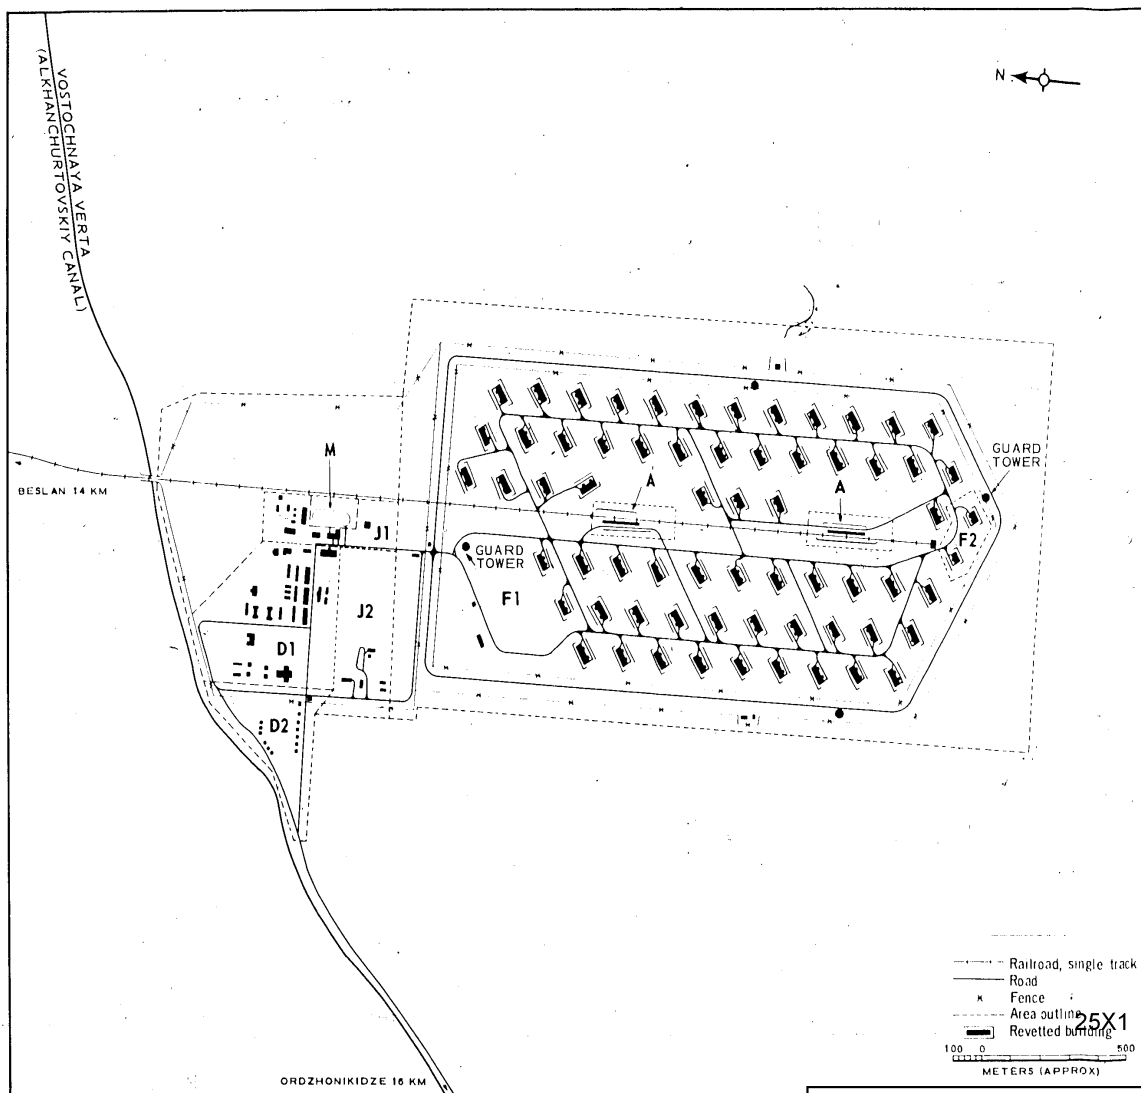 N
VOSTOCHNAYA VERTA
(ALKHANCHURTOVSKIY CANAL)
GUARD
TOWER
M
A
A
BESLAN 14 KM
J1
F2
GUARD
TOWER
F1
J2
D1
D2
Railroad, single track
Road
Fence
Area outline
25X1
Revetted building
100 0 500
METERS (APPROX)
ORDZHONIKIDZE 16 KM